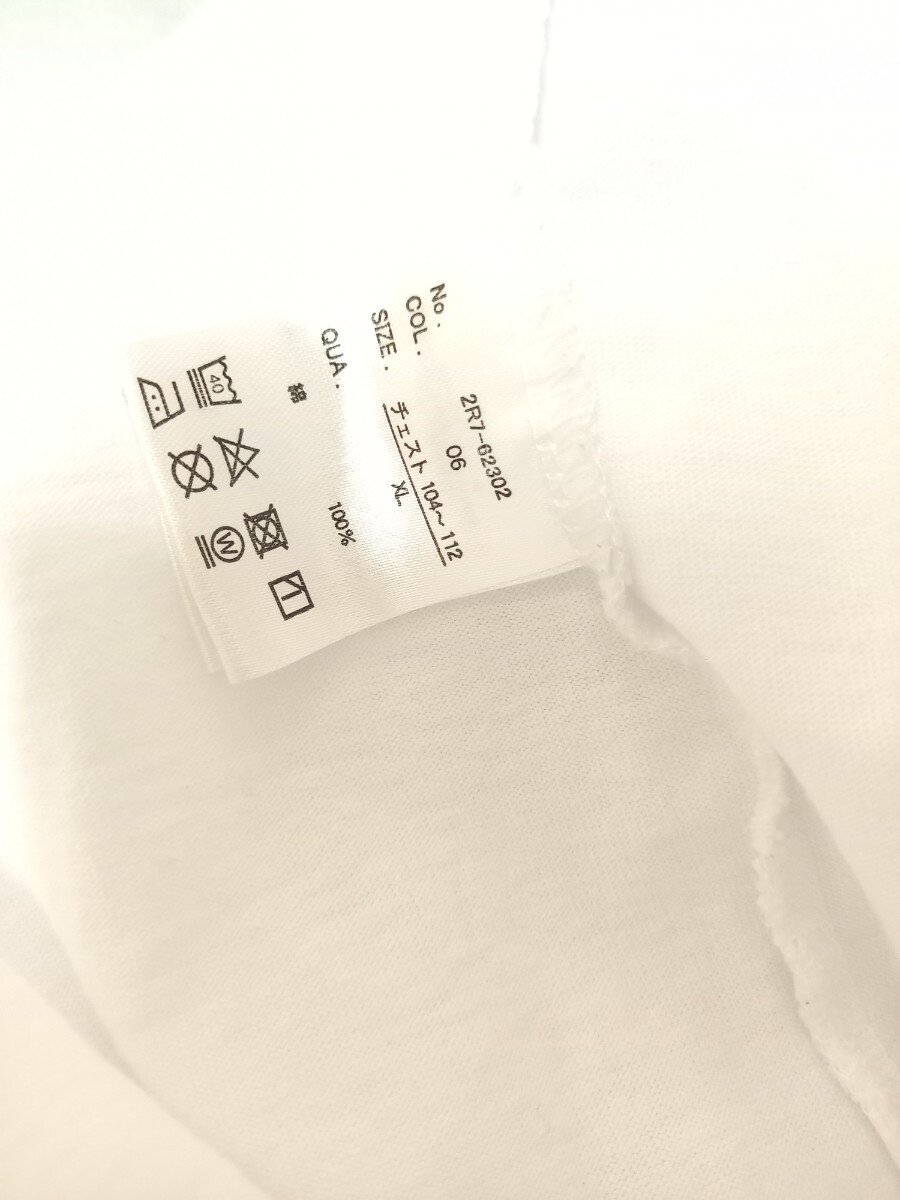 No. 2R7-62302
COL. 06
SIZE. チェスト 104～112
XL
QUA.
綿 100%
40
W